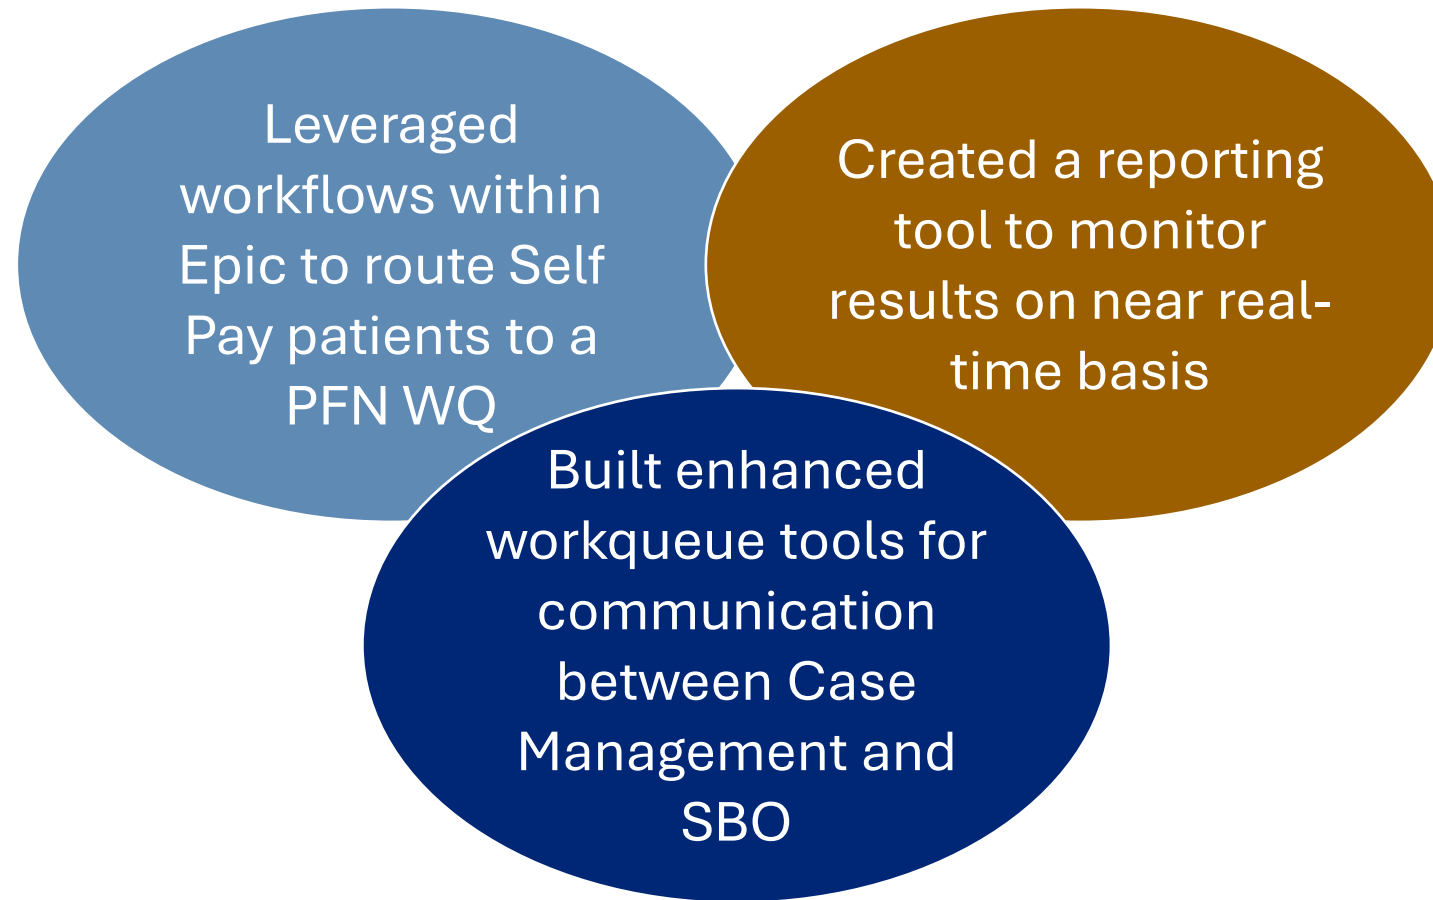 Leveraged
workflows within
Epic to route Self
Pay patients to a
PFN WQ
Created a reporting
tool to monitor
results on near real-
time basis
Built enhanced
workqueue tools for
communication
between Case
Management and
SBO